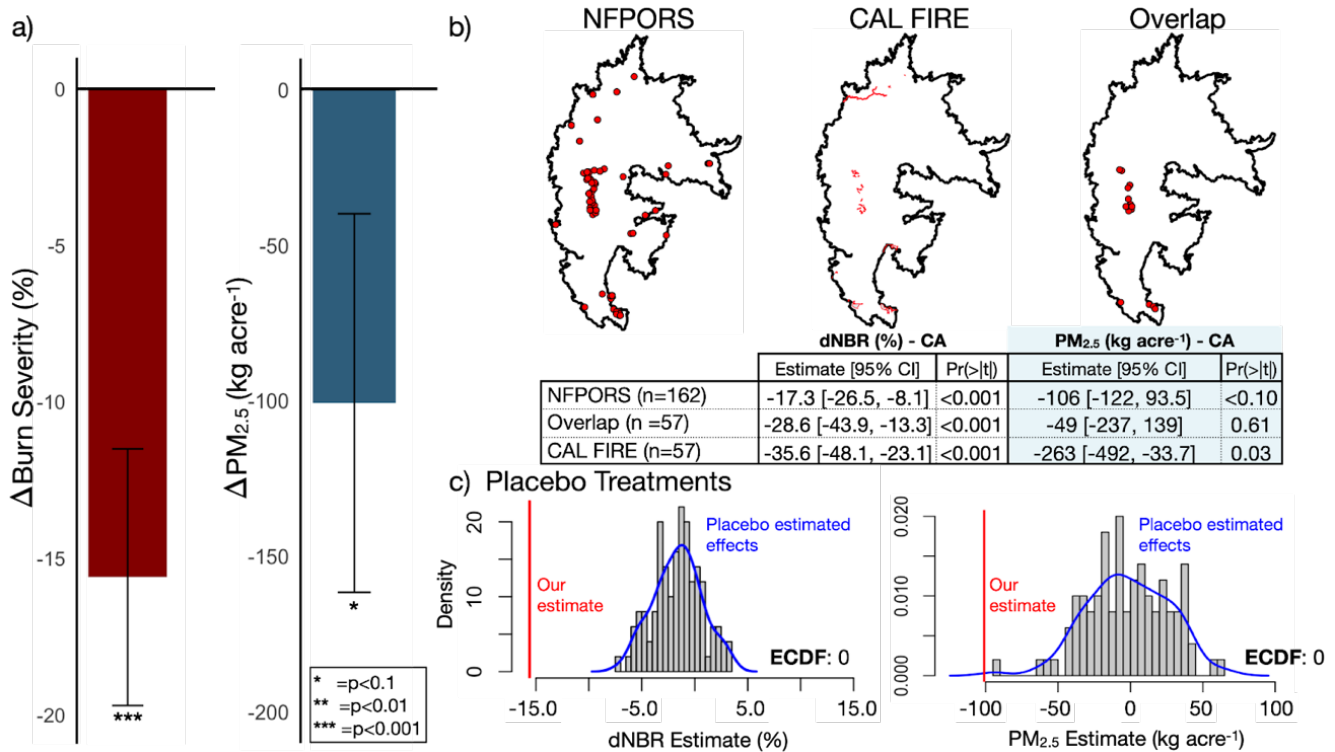 a)
0
-5
-10
-15
-20
ΔBurn Severity (%)
***
0
-50
-100
-150
-200
ΔPM2.5 (kg acre-1)
*
* =p<0.1
** =p<0.01
*** =p<0.001
b)
NFPORS CAL FIRE Overlap
dNBR (%) - CA PM2.5 (kg acre-1) - CA
Estimate [95% CI] Pr(>|t|) Estimate [95% CI] Pr(>|t|)
NFPORS (n=162) -17.3 [-26.5, -8.1] <0.001 -106 [-122, 93.5] <0.10
Overlap (n =57) -28.6 [-43.9, -13.3] <0.001 -49 [-237, 139] 0.61
CAL FIRE (n=57) -35.6 [-48.1, -23.1] <0.001 -263 [-492, -33.7] 0.03
c) Placebo Treatments
Density
0
10
20
Our
estimate
Placebo estimated
effects
ECDF: 0
-15.0 -5.0 5.0 15.0
dNBR Estimate (%)
0.000
0.010
0.020
Our
estimate
Placebo estimated
effects
ECDF: 0
-100 -50 0 50 100
PM2.5 Estimate (kg acre-1)